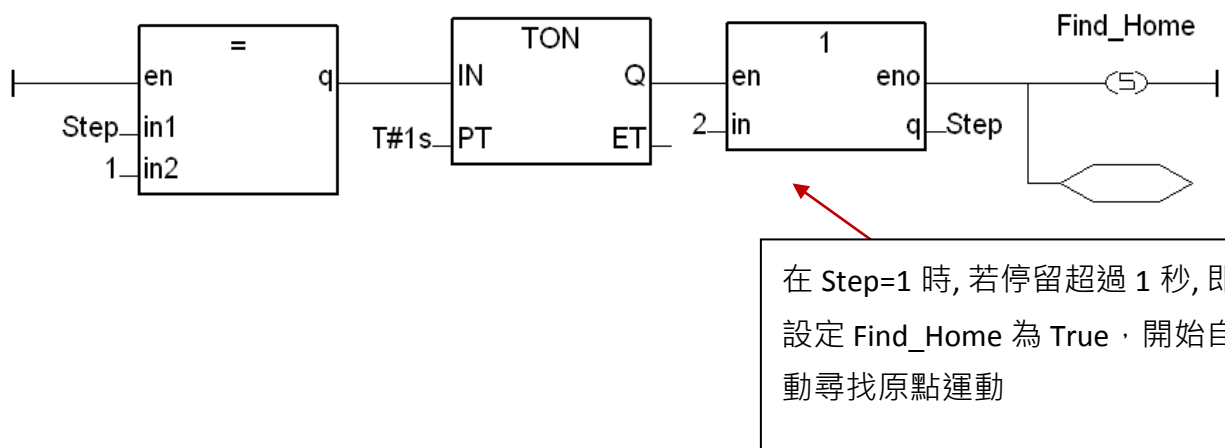 Find_Home
= TON 1
en q IN Q en eno S
Step in1 T#1s PT ET 2 in q Step
1 in2
在 Step=1 時, 若停留超過 1 秒, 即
設定 Find_Home 為 True，開始自
動尋找原點運動